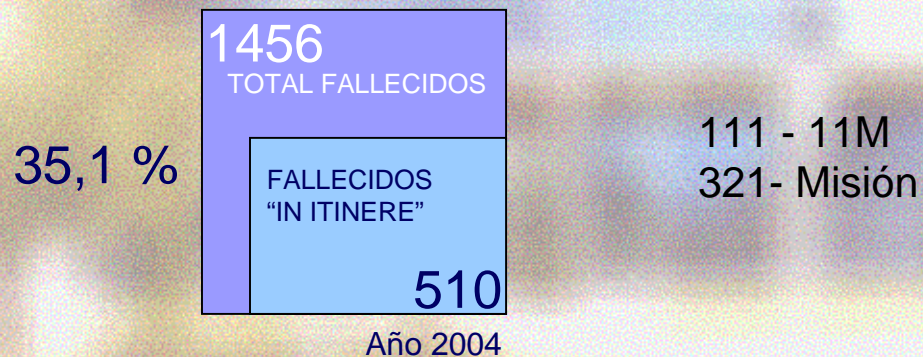 1456
TOTAL FALLECIDOS
35,1 %
FALLECIDOS
“IN ITINERE”
510
Año 2004
111 - 11M
321- Misión